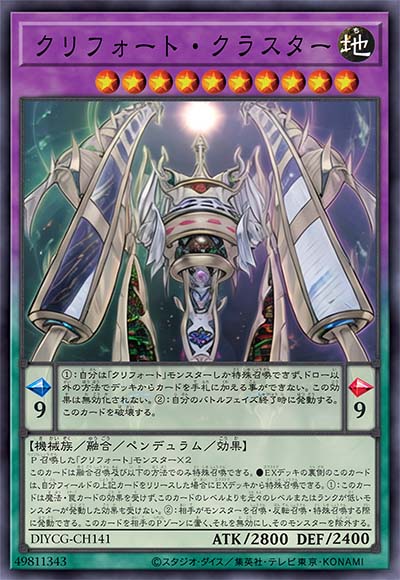 クリフォート・クラスター
地
①：自分は「クリフォート」モンスターしか特殊召喚できず、ドロー以
外の方法でデッキからカードを手札に加える事ができない。この効
果は無効化されない。②：自分のバトルフェイズ終了時に発動する。
このカードを破壊する。
9
9
【機械族／融合／ペンデュラム／効果】
P召喚した「クリフォート」モンスター×2
このカードは融合召喚及び以下の方法でのみ特殊召喚できる。●EXデッキの裏側のこのカード
は、自分フィールドの上記カードをリリースした場合にEXデッキから特殊召喚できる。①：このカー
ドは魔法・罠カードの効果を受けず、このカードのレベルよりも元々のレベルまたはランクが低いモン
スターが発動した効果も受けない。②：相手がモンスターを召喚・反転召喚・特殊召喚する際
に発動できる。このカードを相手のPゾーンに置く。それを無効にし、そのモンスターを除外する。
DIYCG-CH141
ATK/2800 DEF/2400
49811343
©スタジオ・ダイス／集英社・テレビ東京・KONAMI